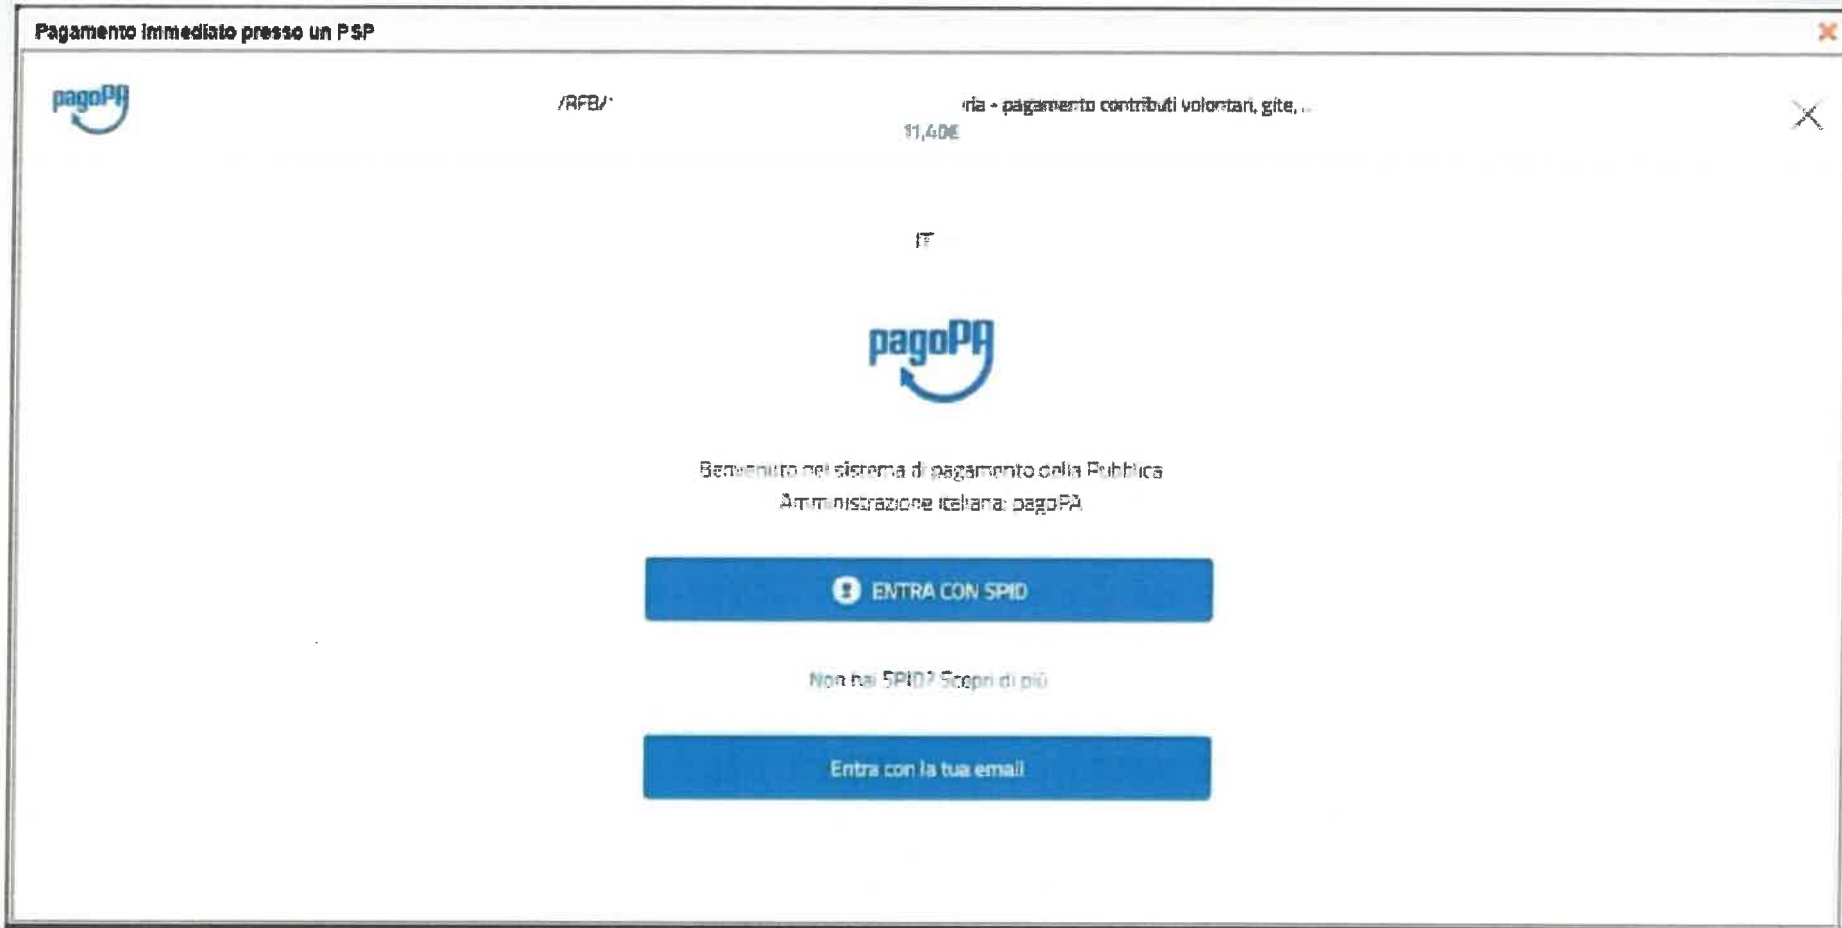 Pagamento Immediato presso un PSP
pagoPA
/RFB/' ria - pagamento contributi volontari, gite, ...
11,40€
IT
pagoPA
Benvenuto nel sistema di pagamento della Pubblica
Amministrazione italiana: pagoPA
ENTRA CON SPID
Non hai SPID? Scopri di più
Entra con la tua email